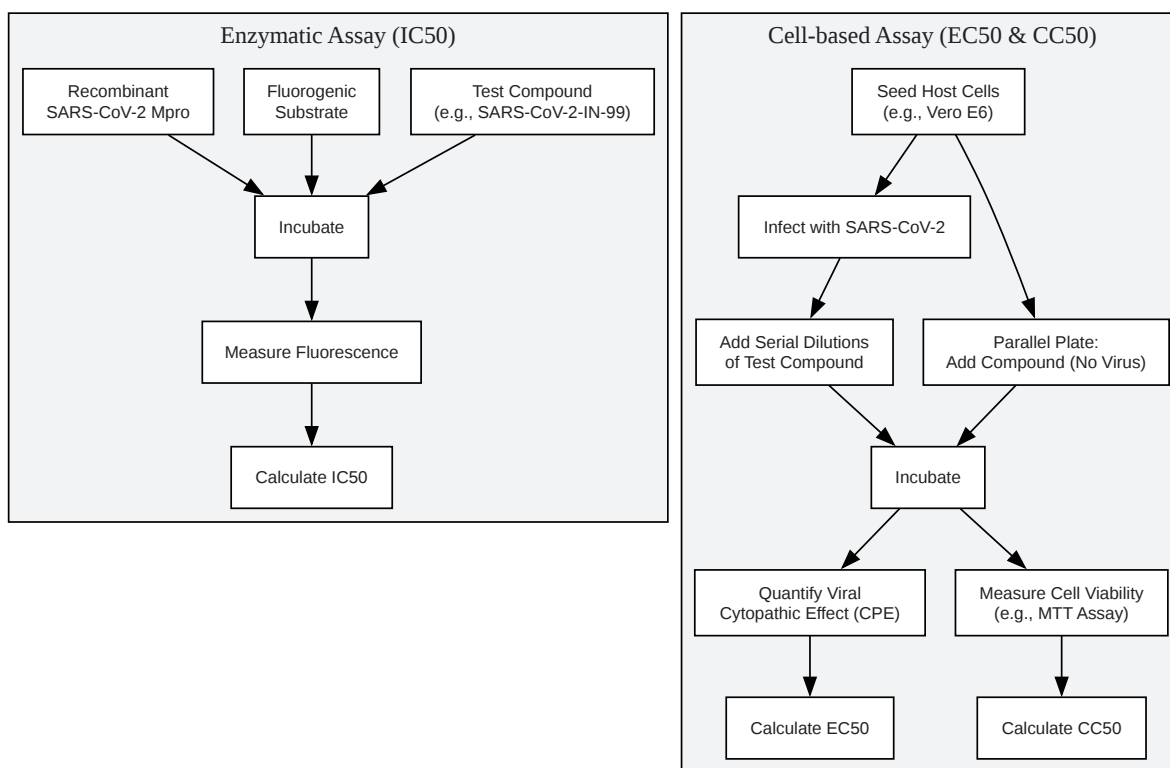 Enzymatic Assay (IC50)
Recombinant
SARS-CoV-2 Mpro
Fluorogenic
Substrate
Test Compound
(e.g., SARS-CoV-2-IN-99)
Incubate
Measure Fluorescence
Calculate IC50
Cell-based Assay (EC50 & CC50)
Seed Host Cells
(e.g., Vero E6)
Infect with SARS-CoV-2
Add Serial Dilutions
of Test Compound
Parallel Plate:
Add Compound (No Virus)
Incubate
Quantify Viral
Cytopathic Effect (CPE)
Measure Cell Viability
(e.g., MTT Assay)
Calculate EC50
Calculate CC50